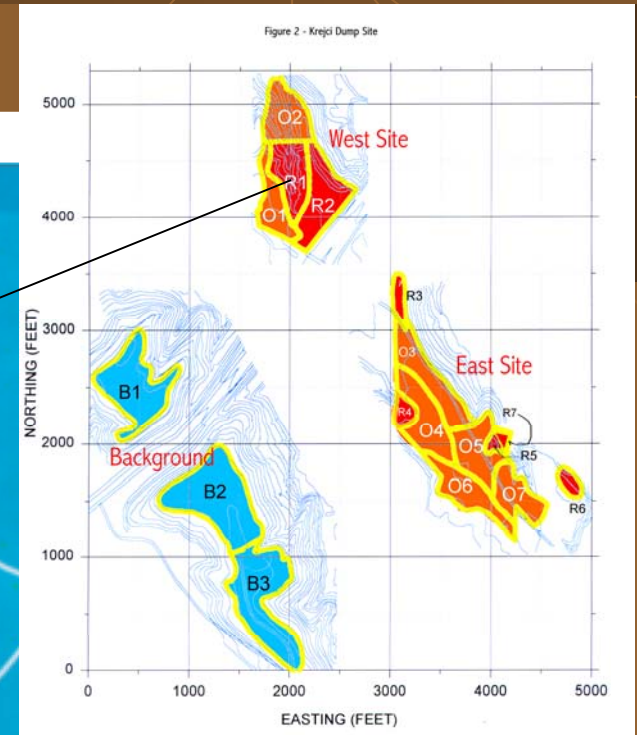 Figure 2 - Krejci Dump Site
5000
4000
3000
2000
1000
0
NORTHING (FEET)
O2
West Site
R1
R2
O1
R3
O3
East Site
R4
O4
R7
O5
R5
O6
O7
R6
B1
Background
B2
B3
0
1000
2000
3000
4000
5000
EASTING (FEET)